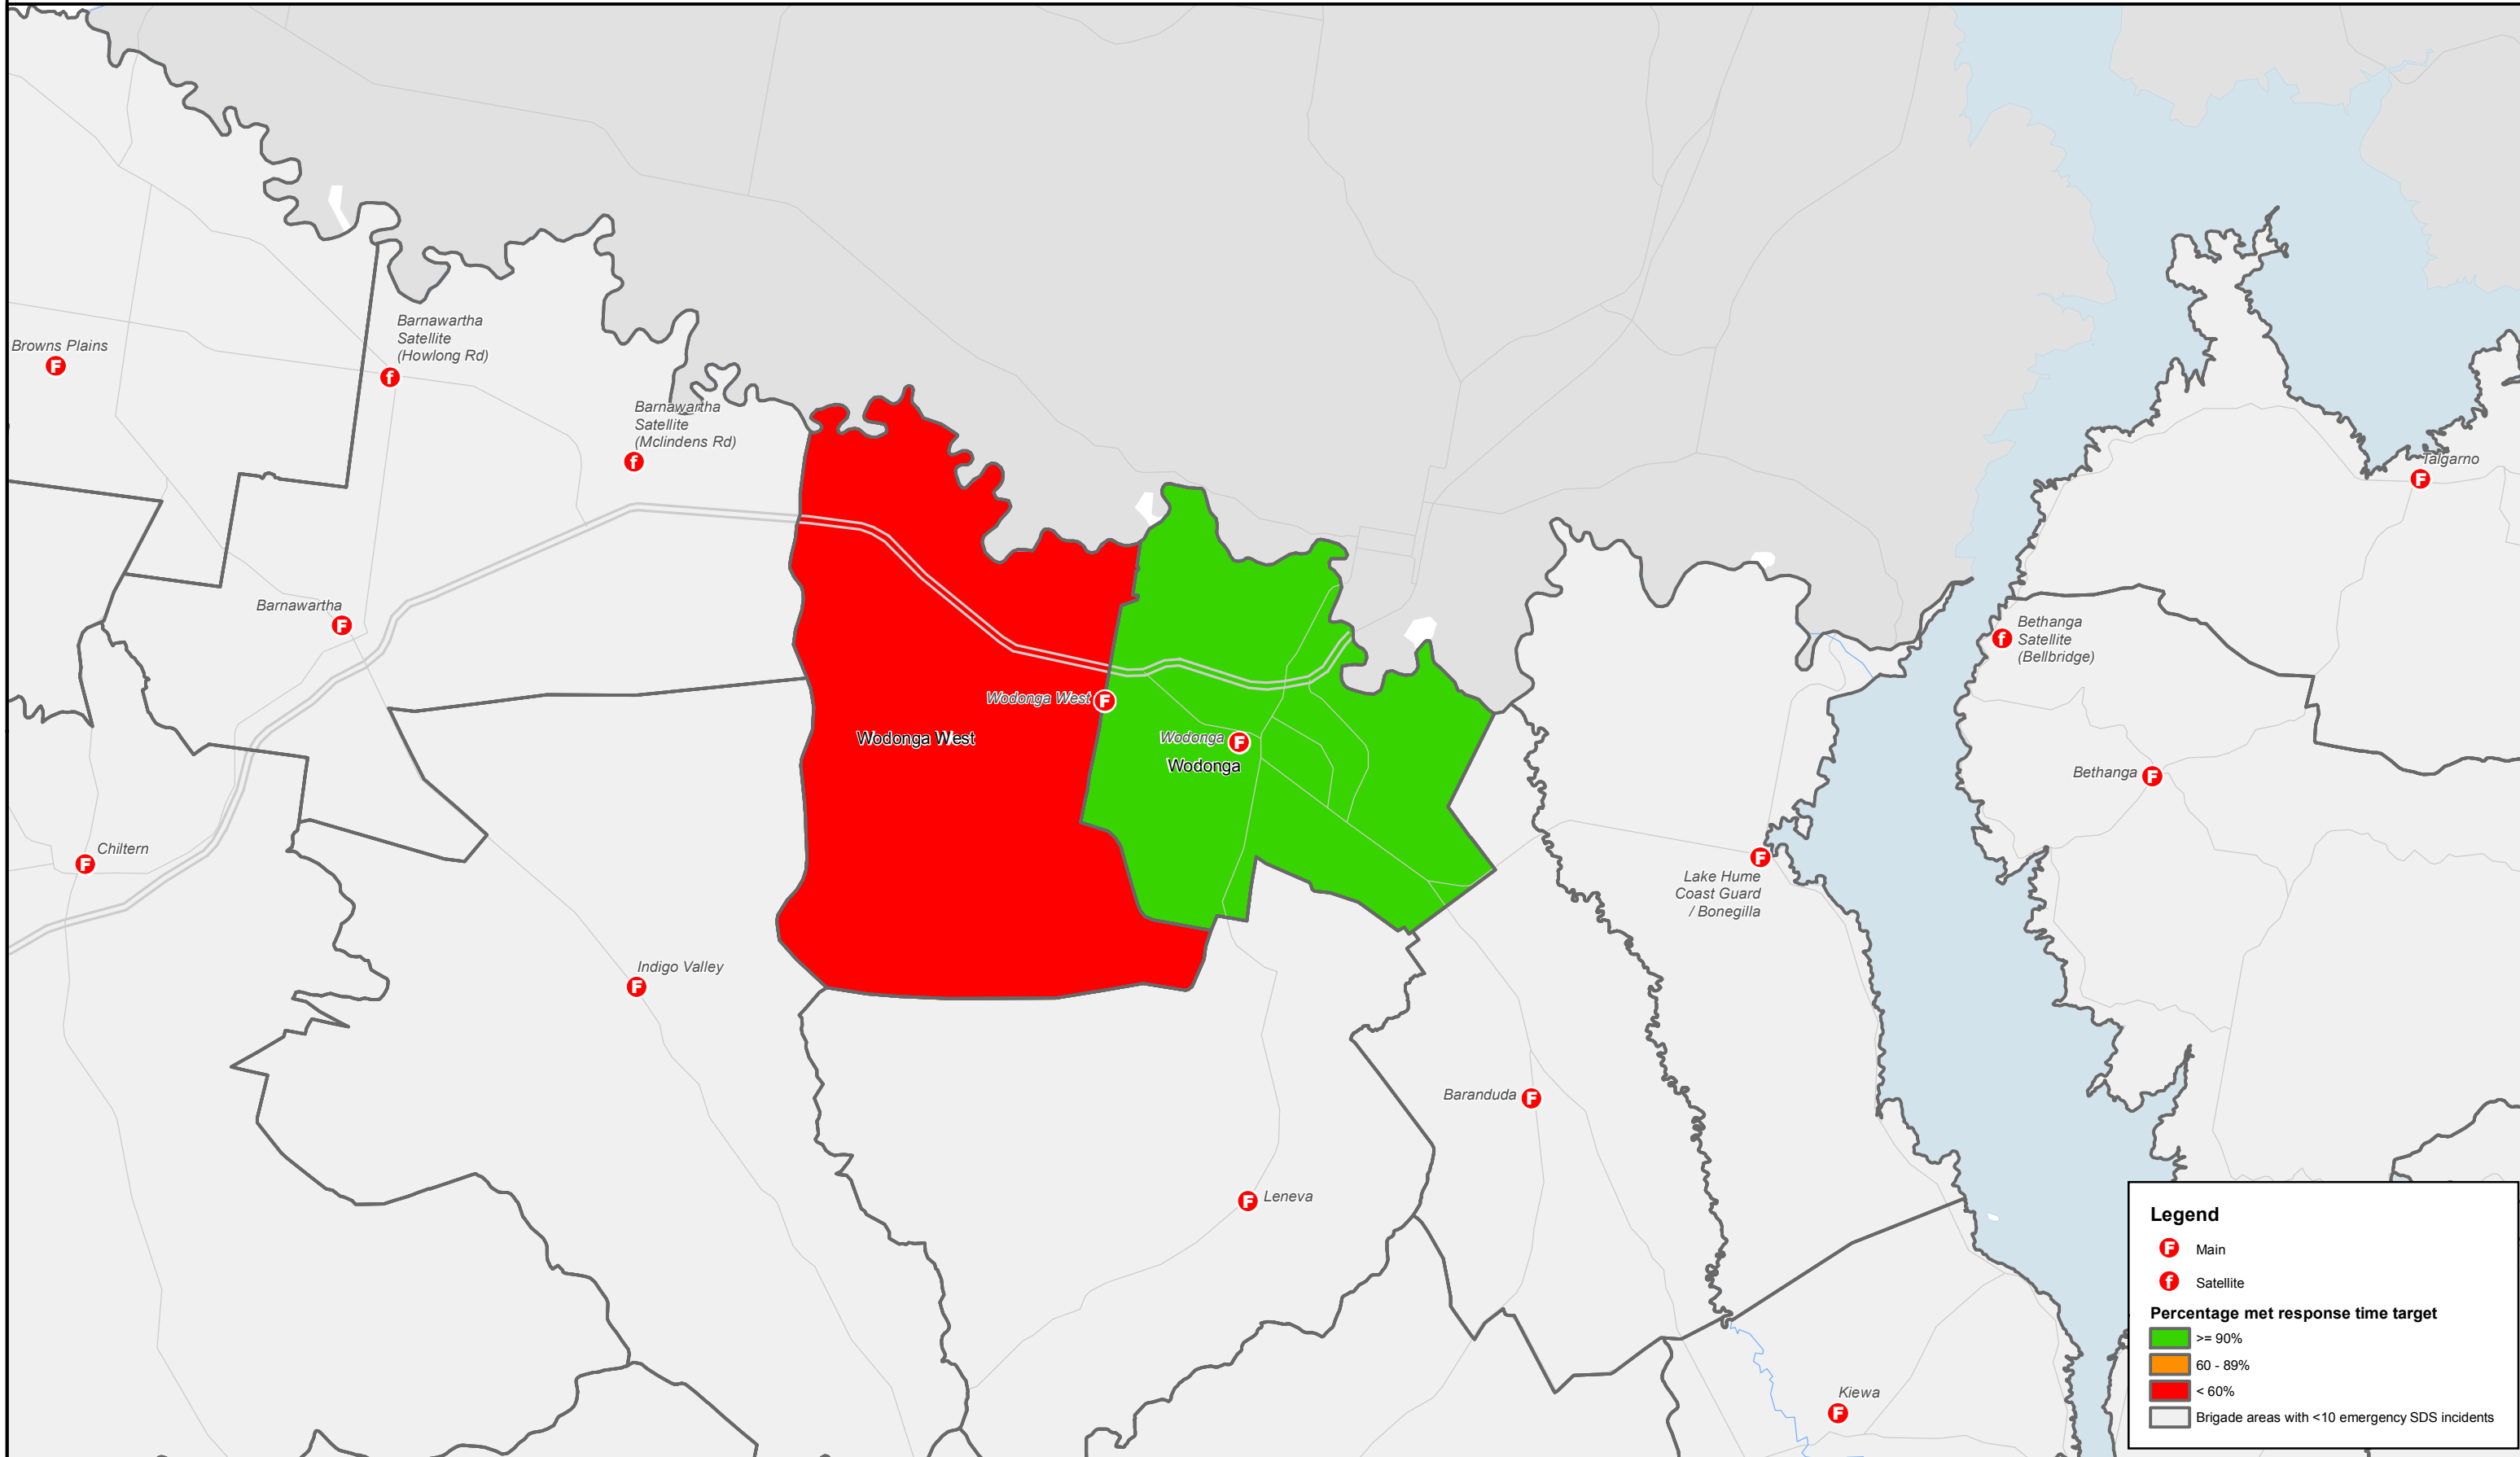 Browns Plains
F
Barnawartha
Satellite
(Howlong Rd)
f
Barnawartha
Satellite
(Mclindens Rd)
f
Talgarno
F
Barnawartha
F
Bethanga
Satellite
(Bellbridge)
f
Wodonga West
F
Wodonga West
Wodonga
F
Wodonga
Bethanga
F
Chiltern
F
F
Lake Hume
Coast Guard
/ Bonegilla
Indigo Valley
F
Baranduda
F
Leneva
F
Kiewa
F
Legend
F Main
f Satellite
Percentage met response time target
>= 90%
60 - 89%
< 60%
Brigade areas with <10 emergency SDS incidents